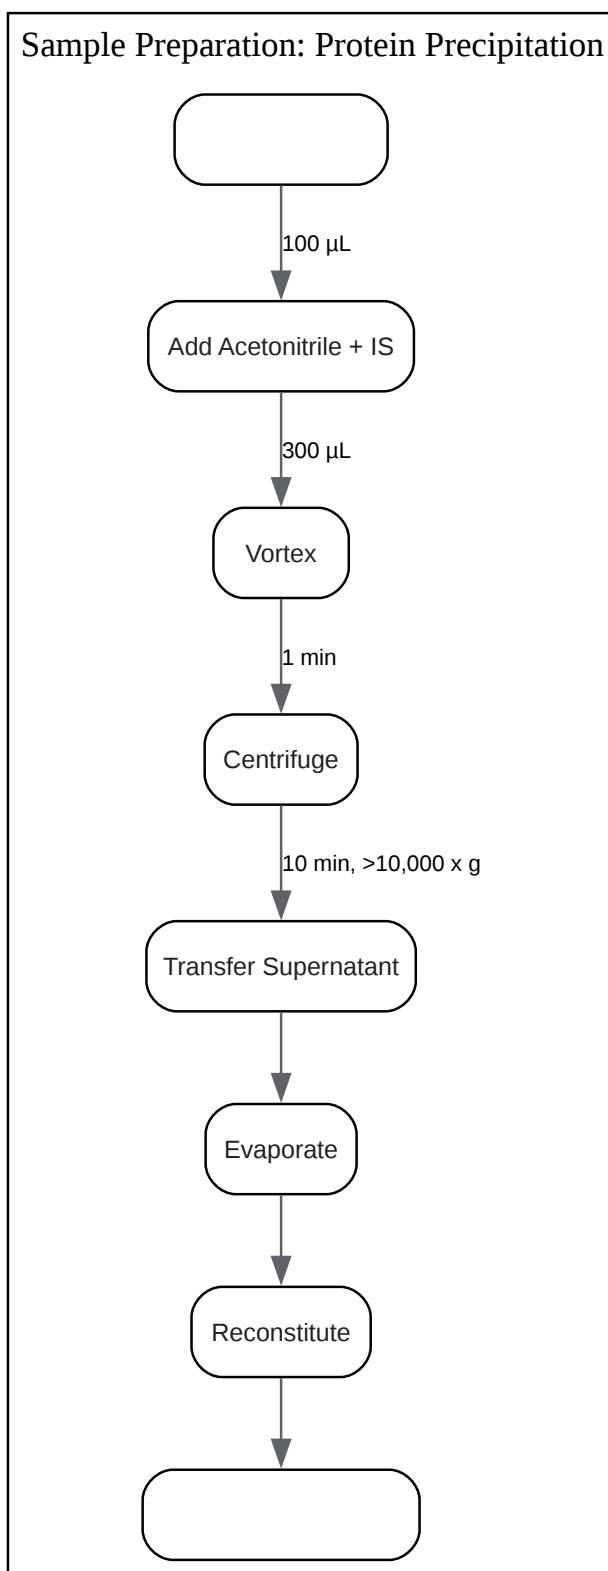 Sample Preparation: Protein Precipitation
100 µL
Add Acetonitrile + IS
300 µL
Vortex
1 min
Centrifuge
10 min, >10,000 x g
Transfer Supernatant
Evaporate
Reconstitute